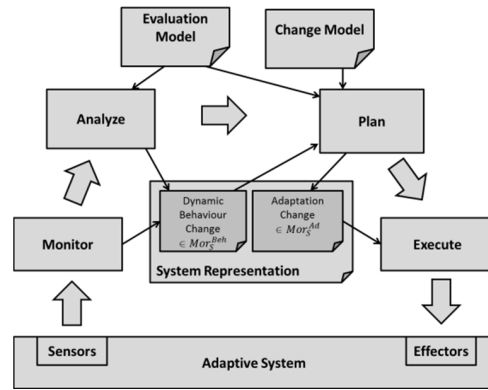 Evaluation
Model
Change Model
Analyze
Plan
Dynamic
Behaviour
Change
∈ Mor_S^Beh
Adaptation
Change
∈ Mor_S^Ad
Monitor
Execute
System Representation
Sensors
Effectors
Adaptive System